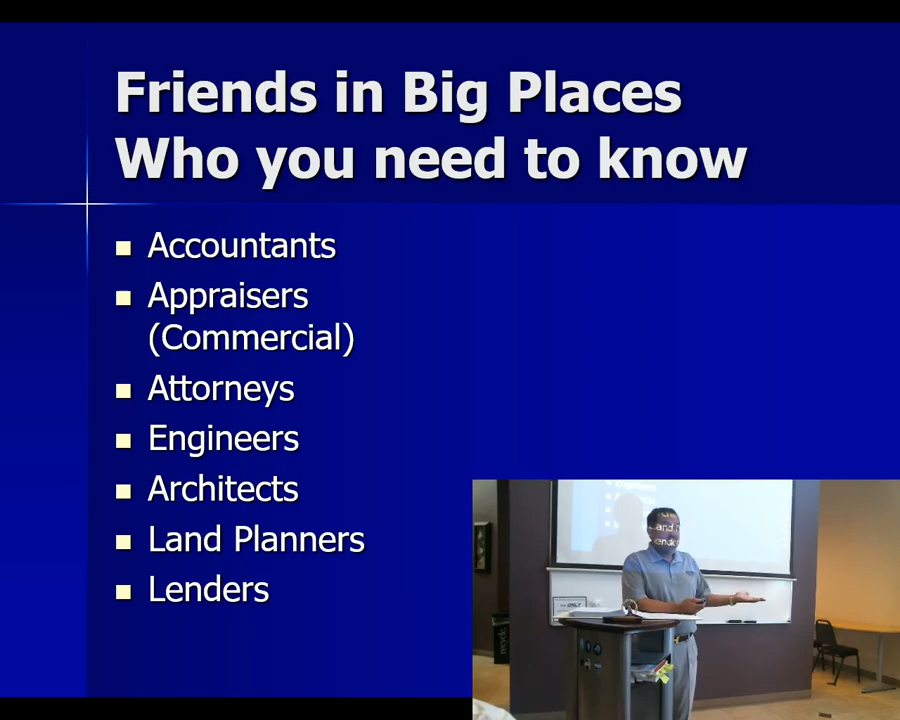 Friends in Big Places
Who you need to know
Accountants
Appraisers
(Commercial)
Attorneys
Engineers
Architects
Land Planners
Lenders